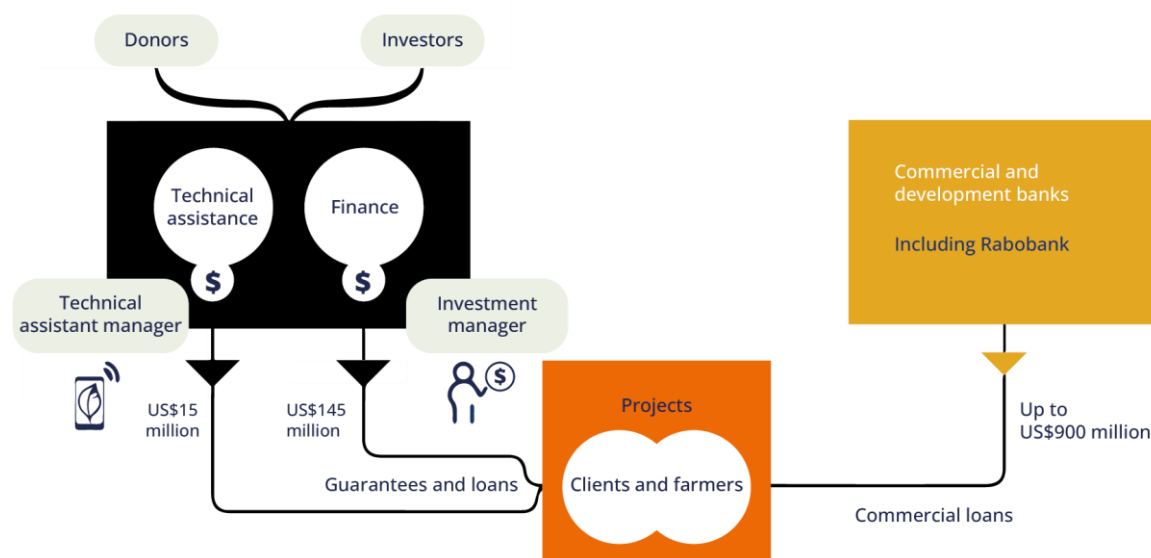 Donors
Investors
Technical
assistance
Finance
$
$
Technical
assistant manager
Investment
manager
$
US$15
million
US$145
million
Guarantees and loans
Projects
Clients and farmers
Commercial and
development banks
Including Rabobank
Up to
US$900 million
Commercial loans